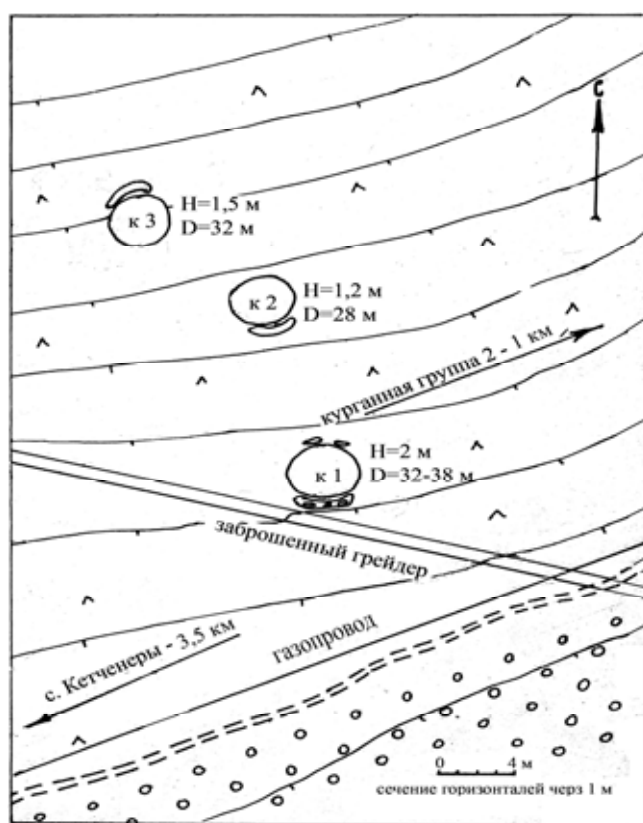 С
к 3
H=1,5 м
D=32 м
к 2
H=1,2 м
D=28 м
курганная группа 2 - 1 км
к 1
H=2 м
D=32-38 м
заброшенный грейдер
газопровод
с. Кетченеры - 3,5 км
0 4 м
сечение горизонталей черз 1 м